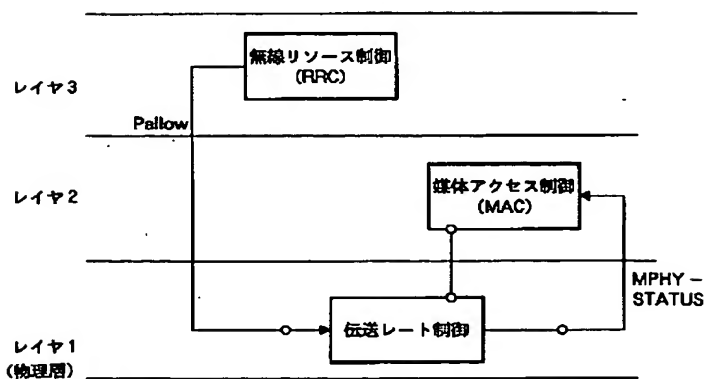 無線リソース制御
(RRC)
レイヤ3
Pallow
媒体アクセス制御
(MAC)
レイヤ2
MPHY－
STATUS
伝送レート制御
レイヤ1
(物理層)